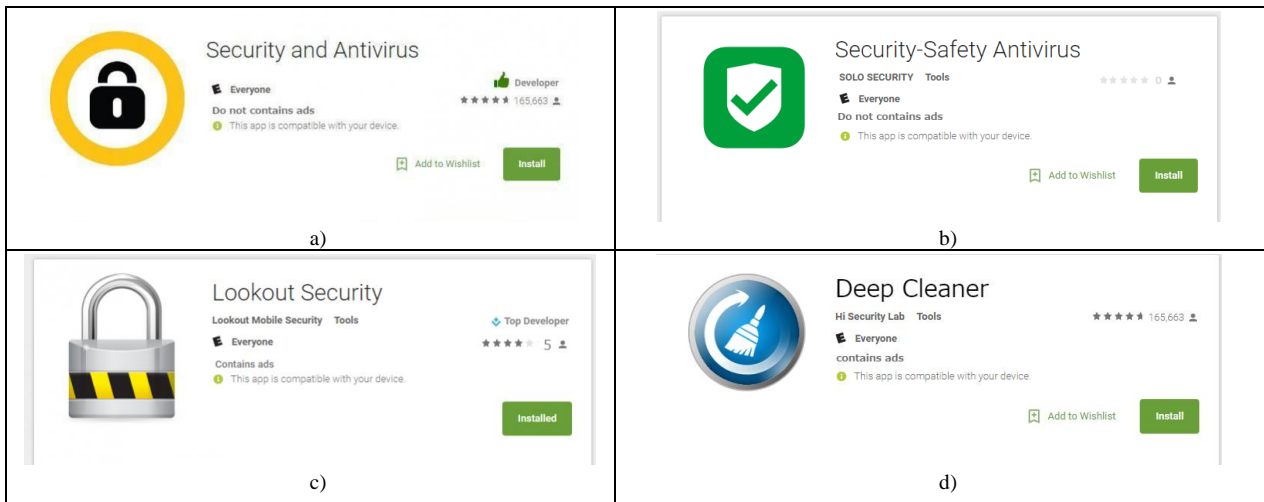 Security and Antivirus
Developer
E Everyone
165,663
Do not contains ads
This app is compatible with your device.
Add to Wishlist
Install
a)
Security-Safety Antivirus
SOLO SECURITY Tools
0
E Everyone
Do not contains ads
This app is compatible with your device.
Add to Wishlist
Install
b)
Lookout Security
Lookout Mobile Security Tools
Top Developer
E Everyone
5
Contains ads
This app is compatible with your device.
Installed
c)
Deep Cleaner
Hi Security Lab Tools
165,663
E Everyone
contains ads
This app is compatible with your device.
Add to Wishlist
Install
d)